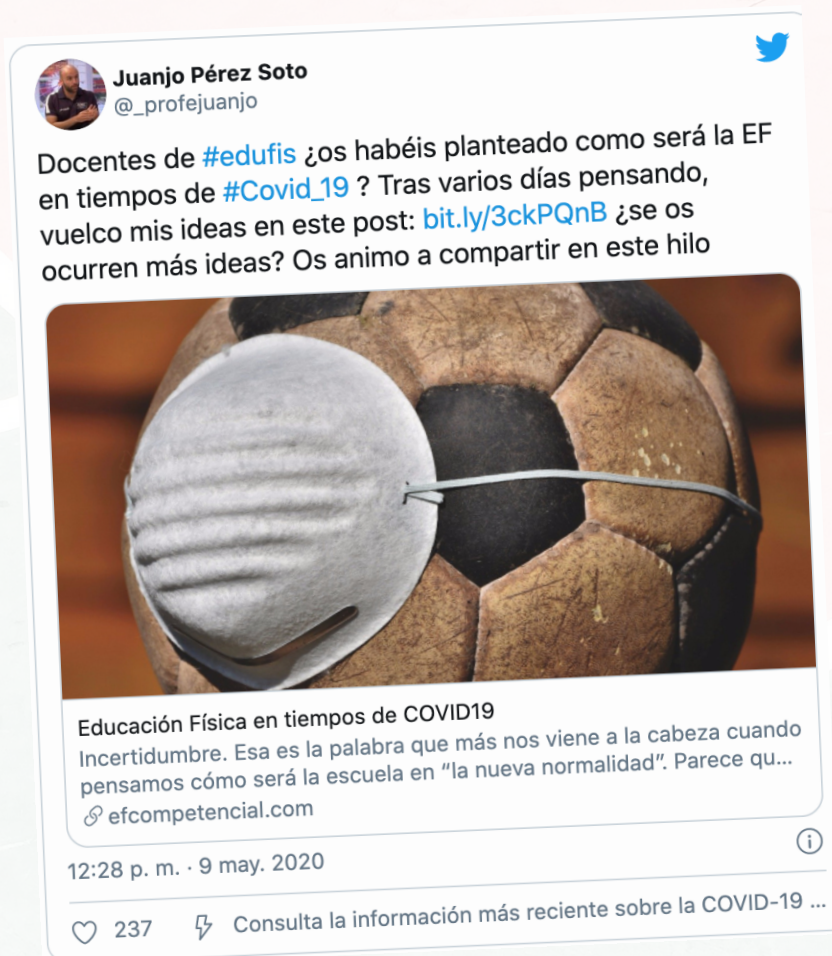 Juanjo Pérez Soto
@_profejuanjo
Docentes de #edufis ¿os habéis planteado como será la EF
en tiempos de #Covid_19 ? Tras varios días pensando,
vuelco mis ideas en este post: bit.ly/3ckPQnB ¿se os
ocurren más ideas? Os animo a compartir en este hilo
Educación Física en tiempos de COVID19
Incertidumbre. Esa es la palabra que más nos viene a la cabeza cuando
pensamos cómo será la escuela en “la nueva normalidad”. Parece qu...
efcompetencial.com
12:28 p. m. · 9 may. 2020
237 Consulta la información más reciente sobre la COVID-19 ...